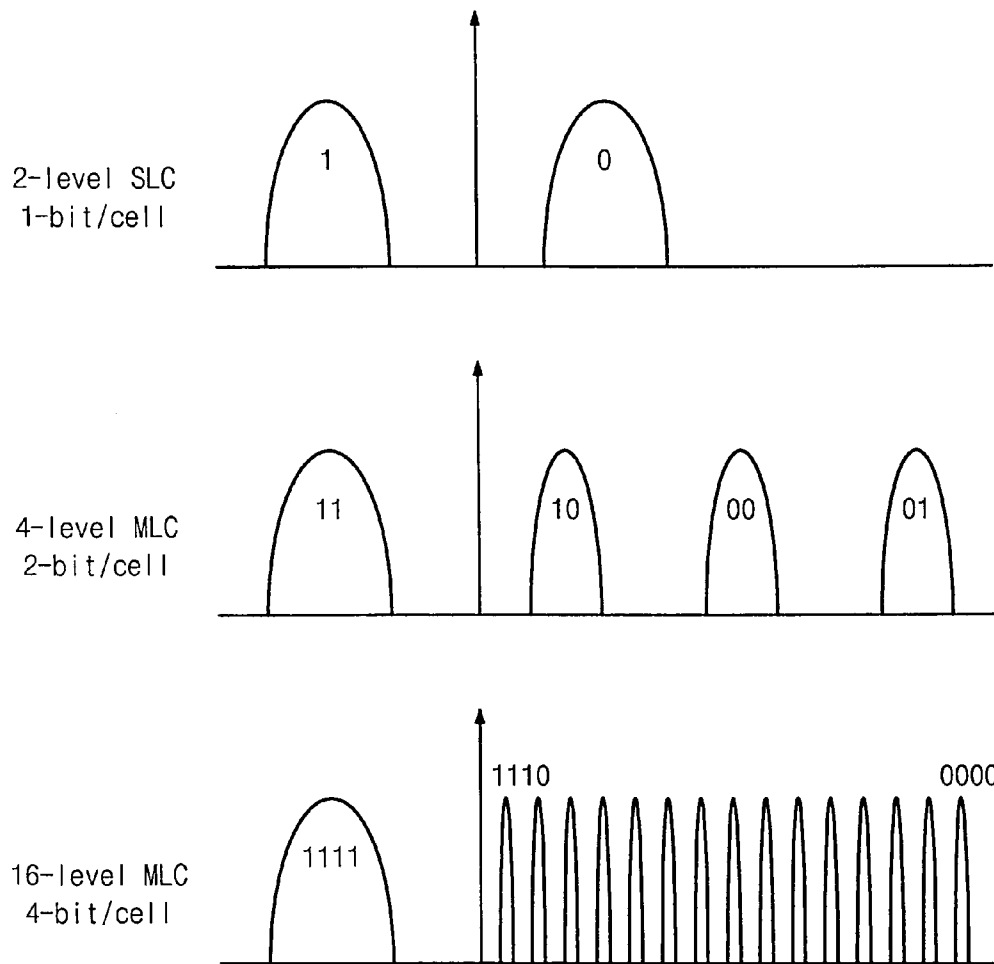 1
0
2-level SLC
1-bit/cell
11
10
00
01
4-level MLC
2-bit/cell
1110
0000
1111
16-level MLC
4-bit/cell